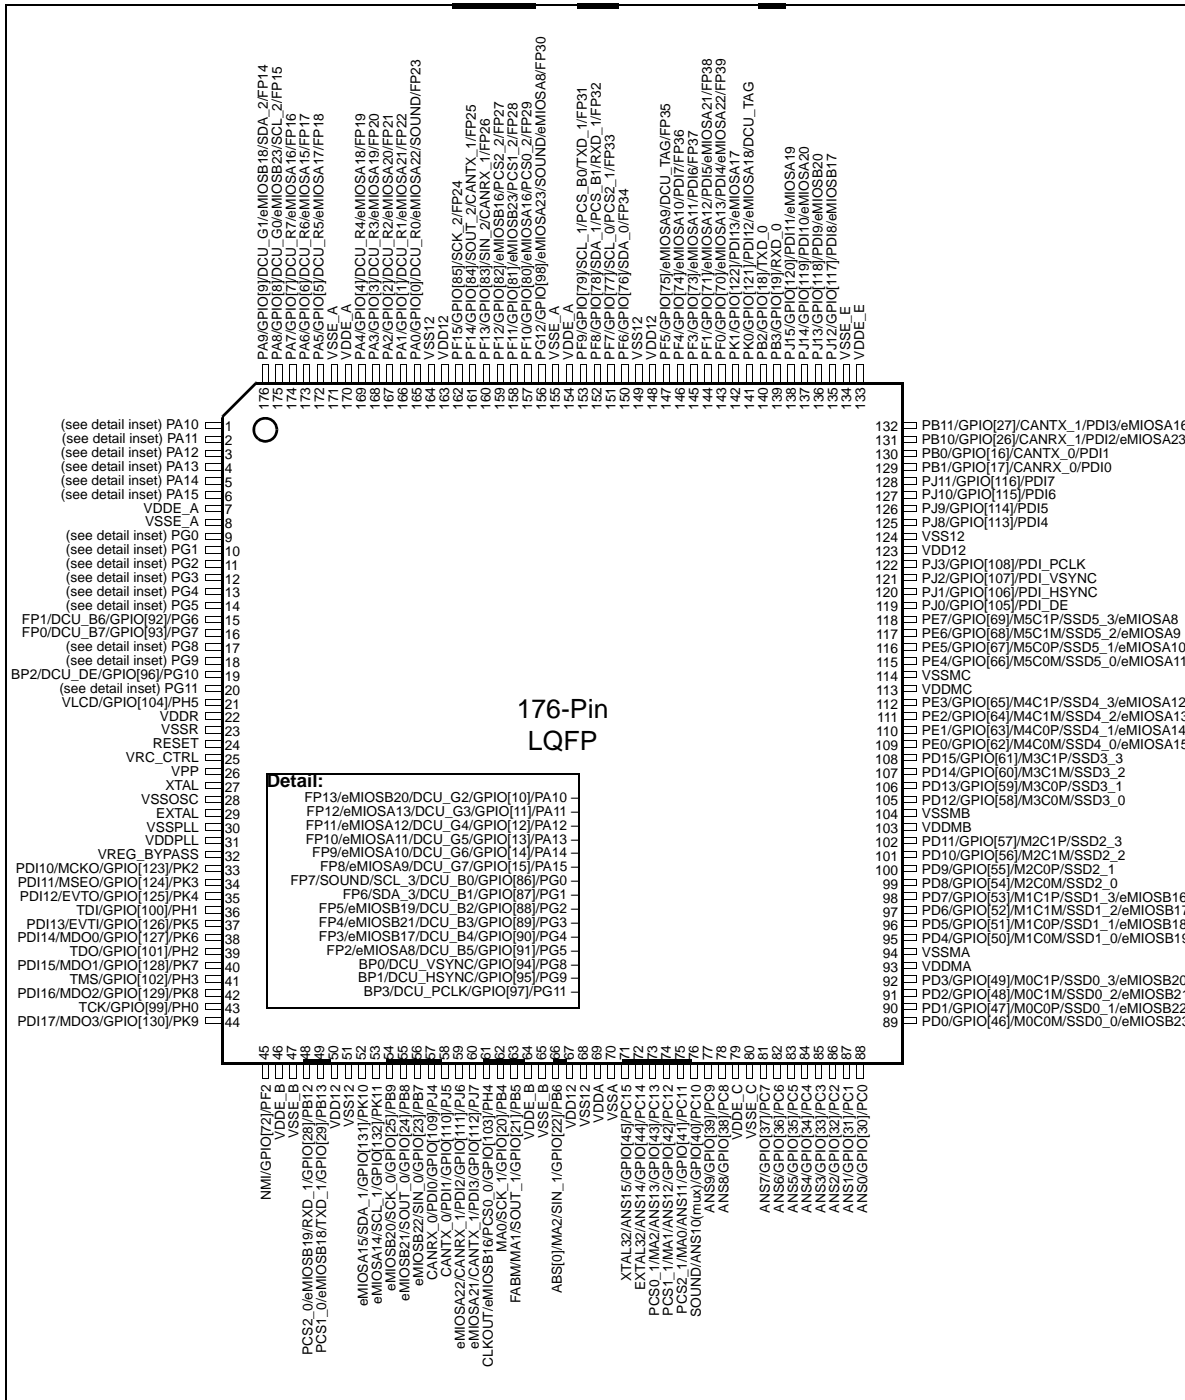 PA9/GPIO[9]/DCU_G1/eMIOSB18/SDA_2/FP14
PA8/GPIO[8]/DCU_G0/eMIOSB23/SCL_2/FP15
PA7/GPIO[7]/DCU_R7/eMIOSA16/FP16
PA6/GPIO[6]/DCU_R6/eMIOSA15/FP17
PA5/GPIO[5]/DCU_R5/eMIOSA17/FP18
VSSE_A
VDDE_A
PA4/GPIO[4]/DCU_R4/eMIOSA18/FP19
PA3/GPIO[3]/DCU_R3/eMIOSA19/FP20
PA2/GPIO[2]/DCU_R2/eMIOSA20/FP21
PA1/GPIO[1]/DCU_R1/eMIOSA21/FP22
PA0/GPIO[0]/DCU_R0/eMIOSA22/SOUND/FP23
VSS12
VDD12
PF15/GPIO[85]/SCK_2/FP24
PF14/GPIO[84]/SOUT_2/CANTX_1/FP25
PF13/GPIO[83]/SIN_2/CANRX_1/FP26
PF12/GPIO[82]/eMIOSB16/PCS2_2/FP27
PF11/GPIO[81]/eMIOSB23/PCS1_2/FP28
PF10/GPIO[80]/eMIOSA16/PCS0_2/FP29
PG12/GPIO[98]/eMIOSA23/SOUND/eMIOSA8/FP30
VSSE_A
VDDE_A
PF9/GPIO[79]/SCL_1/PCS_B0/TXD_1/FP31
PF8/GPIO[78]/SDA_1/PCS_B1/RXD_1/FP32
PF7/GPIO[77]/SCL_0/PCS2_1/FP33
PF6/GPIO[76]/SDA_0/FP34
VSS12
VDD12
PF5/GPIO[75]/eMIOSA9/DCU_TAG/FP35
PF4/GPIO[74]/eMIOSA10/PDI7/FP36
PF3/GPIO[73]/eMIOSA11/PDI6/FP37
PF1/GPIO[71]/eMIOSA12/PDI5/eMIOSA21/FP38
PF0/GPIO[70]/eMIOSA13/PDI4/eMIOSA22/FP39
PK1/GPIO[122]/PDI13/eMIOSA17
PK0/GPIO[121]/PDI12/eMIOSA18/DCU_TAG
PB2/GPIO[18]/TXD_0
PB3/GPIO[19]/RXD_0
PJ15/GPIO[120]/PDI11/eMIOSA19
PJ14/GPIO[119]/PDI10/eMIOSA20
PJ13/GPIO[118]/PDI9/eMIOSB20
PJ12/GPIO[117]/PDI8/eMIOSB17
VSSE_E
VDDE_E
176 175 174 173 172 171 170 169 168 167 166 165 164 163 162 161 160 159 158 157 156 155 154 153 152 151 150 149 148 147 146 145 144 143 142 141 140 139 138 137 136 135 134 133
(see detail inset) PA10 1
(see detail inset) PA11 2
(see detail inset) PA12 3
(see detail inset) PA13 4
(see detail inset) PA14 5
(see detail inset) PA15 6
VDDE_A 7
VSSE_A 8
(see detail inset) PG0 9
(see detail inset) PG1 10
(see detail inset) PG2 11
(see detail inset) PG3 12
(see detail inset) PG4 13
(see detail inset) PG5 14
FP1/DCU_B6/GPIO[92]/PG6 15
FP0/DCU_B7/GPIO[93]/PG7 16
(see detail inset) PG8 17
(see detail inset) PG9 18
BP2/DCU_DE/GPIO[96]/PG10 19
(see detail inset) PG11 20
VLCD/GPIO[104]/PH5 21
VDDR 22
VSSR 23
RESET 24
VRC_CTRL 25
VPP 26
XTAL 27
VSSOSC 28
EXTAL 29
VSSPLL 30
VDDPLL 31
VREG_BYPASS 32
PDI10/MCKO/GPIO[123]/PK2 33
PDI11/MSEO/GPIO[124]/PK3 34
PDI12/EVTO/GPIO[125]/PK4 35
TDI/GPIO[100]/PH1 36
PDI13/EVTI/GPIO[126]/PK5 37
PDI14/MDO0/GPIO[127]/PK6 38
TDO/GPIO[101]/PH2 39
PDI15/MDO1/GPIO[128]/PK7 40
TMS/GPIO[102]/PH3 41
PDI16/MDO2/GPIO[129]/PK8 42
TCK/GPIO[99]/PH0 43
PDI17/MDO3/GPIO[130]/PK9 44
176-Pin
LQFP
Detail:
FP13/eMIOSB20/DCU_G2/GPIO[10]/PA10
FP12/eMIOSA13/DCU_G3/GPIO[11]/PA11
FP11/eMIOSA12/DCU_G4/GPIO[12]/PA12
FP10/eMIOSA11/DCU_G5/GPIO[13]/PA13
FP9/eMIOSA10/DCU_G6/GPIO[14]/PA14
FP8/eMIOSA9/DCU_G7/GPIO[15]/PA15
FP7/SOUND/SCL_3/DCU_B0/GPIO[86]/PG0
FP6/SDA_3/DCU_B1/GPIO[87]/PG1
FP5/eMIOSB19/DCU_B2/GPIO[88]/PG2
FP4/eMIOSB21/DCU_B3/GPIO[89]/PG3
FP3/eMIOSB17/DCU_B4/GPIO[90]/PG4
FP2/eMIOSA8/DCU_B5/GPIO[91]/PG5
BP0/DCU_VSYNC/GPIO[94]/PG8
BP1/DCU_HSYNC/GPIO[95]/PG9
BP3/DCU_PCLK/GPIO[97]/PG11
132 PB11/GPIO[27]/CANTX_1/PDI3/eMIOSA16
131 PB10/GPIO[26]/CANRX_1/PDI2/eMIOSA23
130 PB0/GPIO[16]/CANTX_0/PDI1
129 PB1/GPIO[17]/CANRX_0/PDI0
128 PJ11/GPIO[116]/PDI7
127 PJ10/GPIO[115]/PDI6
126 PJ9/GPIO[114]/PDI5
125 PJ8/GPIO[113]/PDI4
124 VSS12
123 VDD12
122 PJ3/GPIO[108]/PDI_PCLK
121 PJ2/GPIO[107]/PDI_VSYNC
120 PJ1/GPIO[106]/PDI_HSYNC
119 PJ0/GPIO[105]/PDI_DE
118 PE7/GPIO[69]/M5C1P/SSD5_3/eMIOSA8
117 PE6/GPIO[68]/M5C1M/SSD5_2/eMIOSA9
116 PE5/GPIO[67]/M5C0P/SSD5_1/eMIOSA10
115 PE4/GPIO[66]/M5C0M/SSD5_0/eMIOSA11
114 VSSMC
113 VDDMC
112 PE3/GPIO[65]/M4C1P/SSD4_3/eMIOSA12
111 PE2/GPIO[64]/M4C1M/SSD4_2/eMIOSA13
110 PE1/GPIO[63]/M4C0P/SSD4_1/eMIOSA14
109 PE0/GPIO[62]/M4C0M/SSD4_0/eMIOSA15
108 PD15/GPIO[61]/M3C1P/SSD3_3
107 PD14/GPIO[60]/M3C1M/SSD3_2
106 PD13/GPIO[59]/M3C0P/SSD3_1
105 PD12/GPIO[58]/M3C0M/SSD3_0
104 VSSMB
103 VDDMB
102 PD11/GPIO[57]/M2C1P/SSD2_3
101 PD10/GPIO[56]/M2C1M/SSD2_2
100 PD9/GPIO[55]/M2C0P/SSD2_1
99 PD8/GPIO[54]/M2C0M/SSD2_0
98 PD7/GPIO[53]/M1C1P/SSD1_3/eMIOSB16
97 PD6/GPIO[52]/M1C1M/SSD1_2/eMIOSB17
96 PD5/GPIO[51]/M1C0P/SSD1_1/eMIOSB18
95 PD4/GPIO[50]/M1C0M/SSD1_0/eMIOSB19
94 VSSMA
93 VDDMA
92 PD3/GPIO[49]/M0C1P/SSD0_3/eMIOSB20
91 PD2/GPIO[48]/M0C1M/SSD0_2/eMIOSB21
90 PD1/GPIO[47]/M0C0P/SSD0_1/eMIOSB22
89 PD0/GPIO[46]/M0C0M/SSD0_0/eMIOSB23
45 46 47 48 49 50 51 52 53 54 55 56 57 58 59 60 61 62 63 64 65 66 67 68 69 70 71 72 73 74 75 76 77 78 79 80 81 82 83 84 85 86 87 88
NMI/GPIO[72]/PF2
VDDE_B
VSSE_B
PCS2_0/eMIOSB19/RXD_1/GPIO[28]/PB12
PCS1_0/eMIOSB18/TXD_1/GPIO[29]/PB13
VDD12
VSS12
eMIOSA15/SDA_1/GPIO[131]/PK10
eMIOSA14/SCL_1/GPIO[132]/PK11
eMIOSB20/SCK_0/GPIO[25]/PB9
eMIOSB21/SOUT_0/GPIO[24]/PB8
eMIOSB22/SIN_0/GPIO[23]/PB7
CANRX_0/PDI0/GPIO[109]/PJ4
CANTX_0/PDI1/GPIO[110]/PJ5
eMIOSA22/CANRX_1/PDI2/GPIO[111]/PJ6
eMIOSA21/CANTX_1/PDI3/GPIO[112]/PJ7
CLKOUT/eMIOSB16/PCS0_0/GPIO[103]/PH4
MA0/SCK_1/GPIO[20]/PB4
FABM/MA1/SOUT_1/GPIO[21]/PB5
VDDE_B
VSSE_B
ABS[0]/MA2/SIN_1/GPIO[22]/PB6
VDD12
VSS12
VDDA
VSSA
XTAL32/ANS15/GPIO[45]/PC15
EXTAL32/ANS14/GPIO[44]/PC14
PCS0_1/MA2/ANS13/GPIO[43]/PC13
PCS1_1/MA1/ANS12/GPIO[42]/PC12
PCS2_1/MA0/ANS11/GPIO[41]/PC11
SOUND/ANS10(mux)/GPIO[40]/PC10
ANS9/GPIO[39]/PC9
ANS8/GPIO[38]/PC8
VDDE_C
VSSE_C
ANS7/GPIO[37]/PC7
ANS6/GPIO[36]/PC6
ANS5/GPIO[35]/PC5
ANS4/GPIO[34]/PC4
ANS3/GPIO[33]/PC3
ANS2/GPIO[32]/PC2
ANS1/GPIO[31]/PC1
ANS0/GPIO[30]/PC0